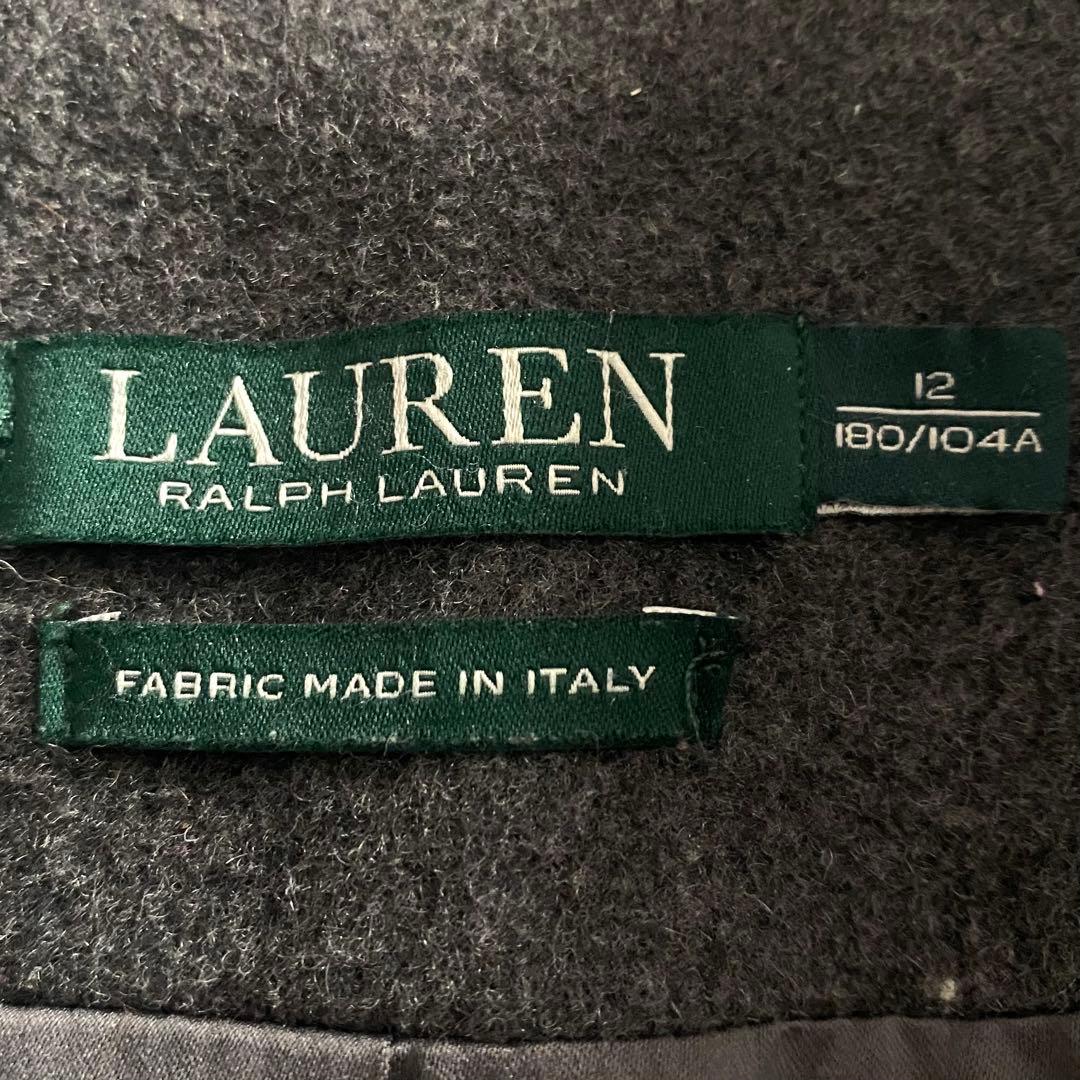 LAUREN
RALPH LAUREN
12
180/104A
FABRIC MADE IN ITALY